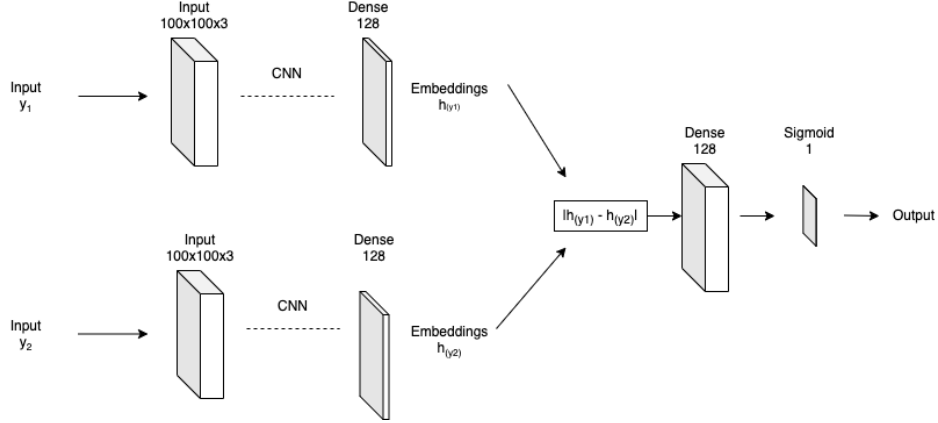 Input
100x100x3
Dense
128
CNN
Input
y1
Embeddings
h(y1)
Dense
128
Sigmoid
1
|h(y1) - h(y2)|
Output
Input
100x100x3
Dense
128
CNN
Input
y2
Embeddings
h(y2)